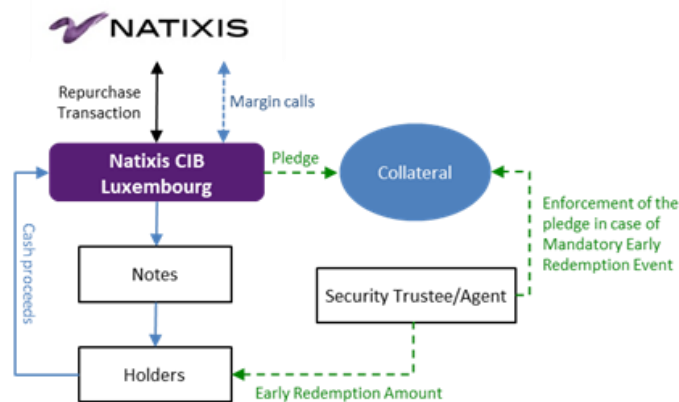 NATIXIS
Repurchase
Transaction
Margin calls
Natixis CIB
Luxembourg
Pledge
Collateral
Enforcement of the
pledge in case of
Mandatory Early
Redemption Event
Cash proceeds
Notes
Security Trustee/Agent
Holders
Early Redemption Amount